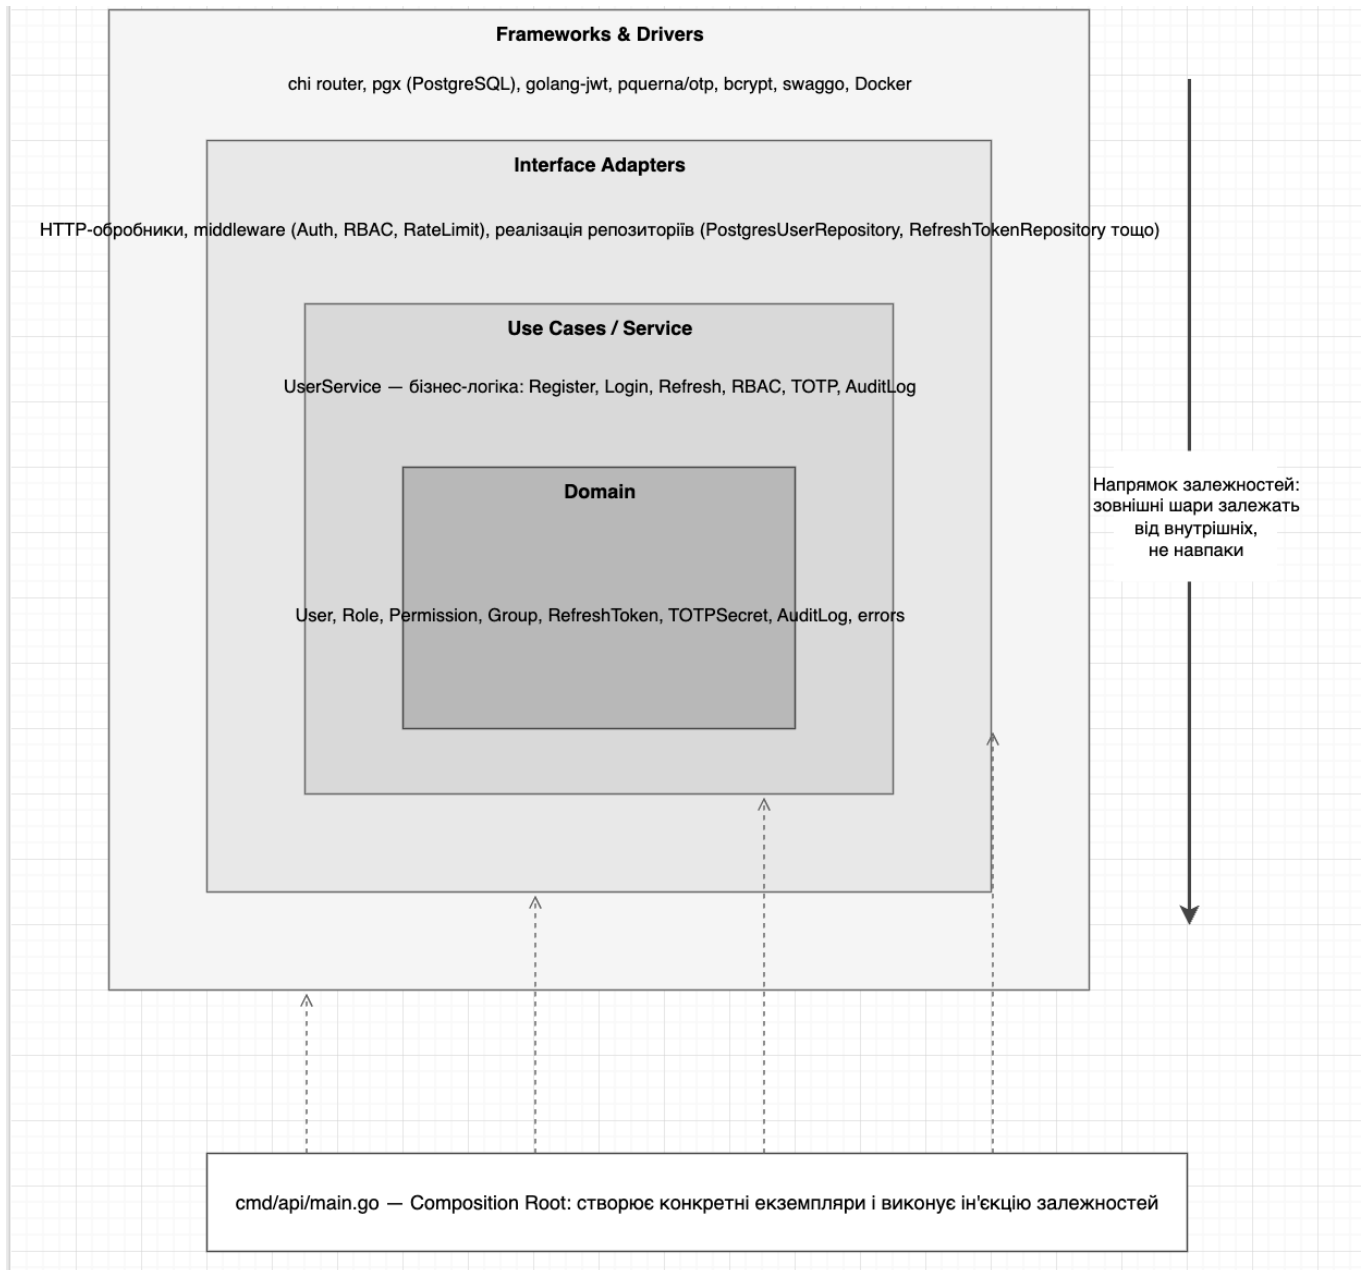 Frameworks & Drivers
chi router, pgx (PostgreSQL), golang-jwt, pquerna/otp, bcrypt, swaggo, Docker
Interface Adapters
HTTP-обробники, middleware (Auth, RBAC, RateLimit), реалізація репозиторіїв (PostgresUserRepository, RefreshTokenRepository тощо)
Use Cases / Service
UserService — бізнес-логіка: Register, Login, Refresh, RBAC, TOTP, AuditLog
Domain
User, Role, Permission, Group, RefreshToken, TOTPSecret, AuditLog, errors
Напрямок залежностей:
зовнішні шари залежать
від внутрішніх,
не навпаки
cmd/api/main.go — Composition Root: створює конкретні екземпляри і виконує ін'єкцію залежностей